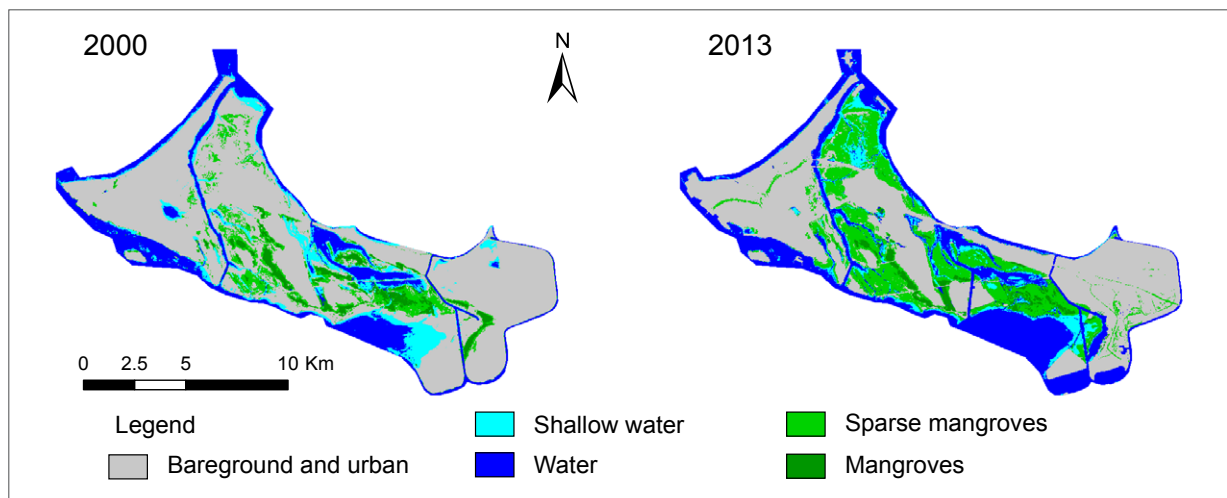 2000
N
2013
0 2.5 5 10 Km
Legend
Shallow water
Sparse mangroves
Bareground and urban
Water
Mangroves